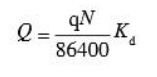 Q = qN/86400 K_d